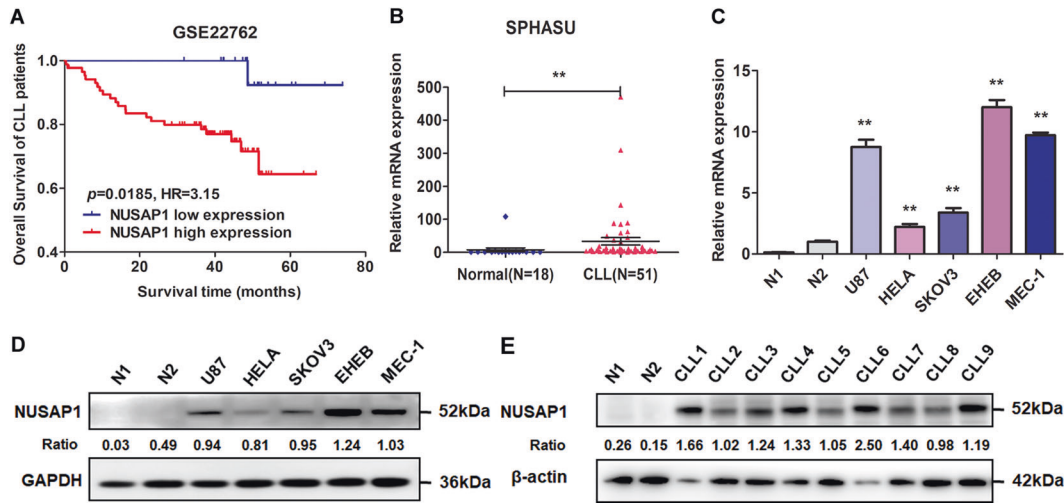 A
GSE22762
Overall Survival of CLL patients
1.0
0.8
0.6
0.4
p=0.0185, HR=3.15
NUSAP1 low expression
NUSAP1 high expression
0 20 40 60 80
Survival time (months)
B
SPHASU
Relative mRNA expression
500
400
300
200
100
0
**
Normal(N=18) CLL(N=51)
C
Relative mRNA expression
15
10
5
0
** ** ** ** **
N1 N2 U87 HELA SKOV3 EHEB MEC-1
D
N1 N2 U87 HELA SKOV3 EHEB MEC-1
NUSAP1 52kDa
Ratio 0.03 0.49 0.94 0.81 0.95 1.24 1.03
GAPDH 36kDa
E
N1 N2 CLL1 CLL2 CLL3 CLL4 CLL5 CLL6 CLL7 CLL8 CLL9
NUSAP1 52kDa
Ratio 0.26 0.15 1.66 1.02 1.24 1.33 1.05 2.50 1.40 0.98 1.19
β-actin 42kDa